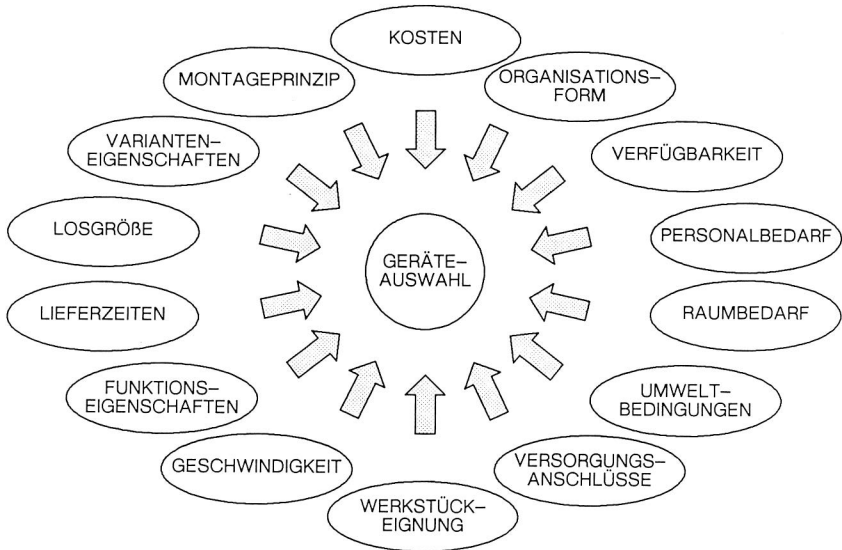 KOSTEN
ORGANISATIONS–
FORM
VERFÜGBARKEIT
PERSONALBEDARF
RAUMBEDARF
UMWELT–
BEDINGUNGEN
VERSORGUNGS–
ANSCHLÜSSE
WERKSTÜCK–
EIGNUNG
GESCHWINDIGKEIT
FUNKTIONS–
EIGENSCHAFTEN
LIEFERZEITEN
LOSGRÖßE
VARIANTEN–
EIGENSCHAFTEN
MONTAGEPRINZIP
GERÄTE–
AUSWAHL